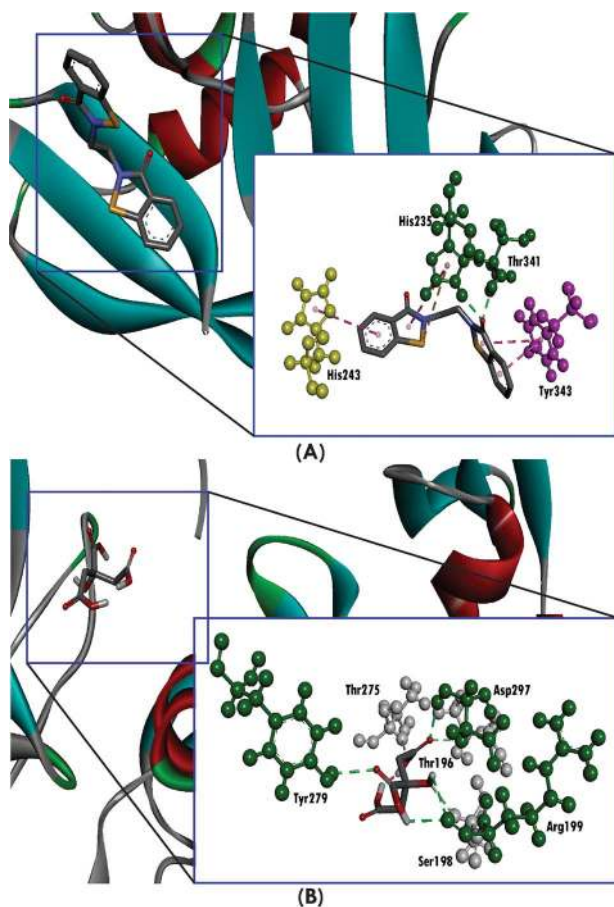 His235
Thr341
His243
Tyr343
(A)
Thr275
Asp297
Thr196
Tyr279
Arg199
Ser198
(B)